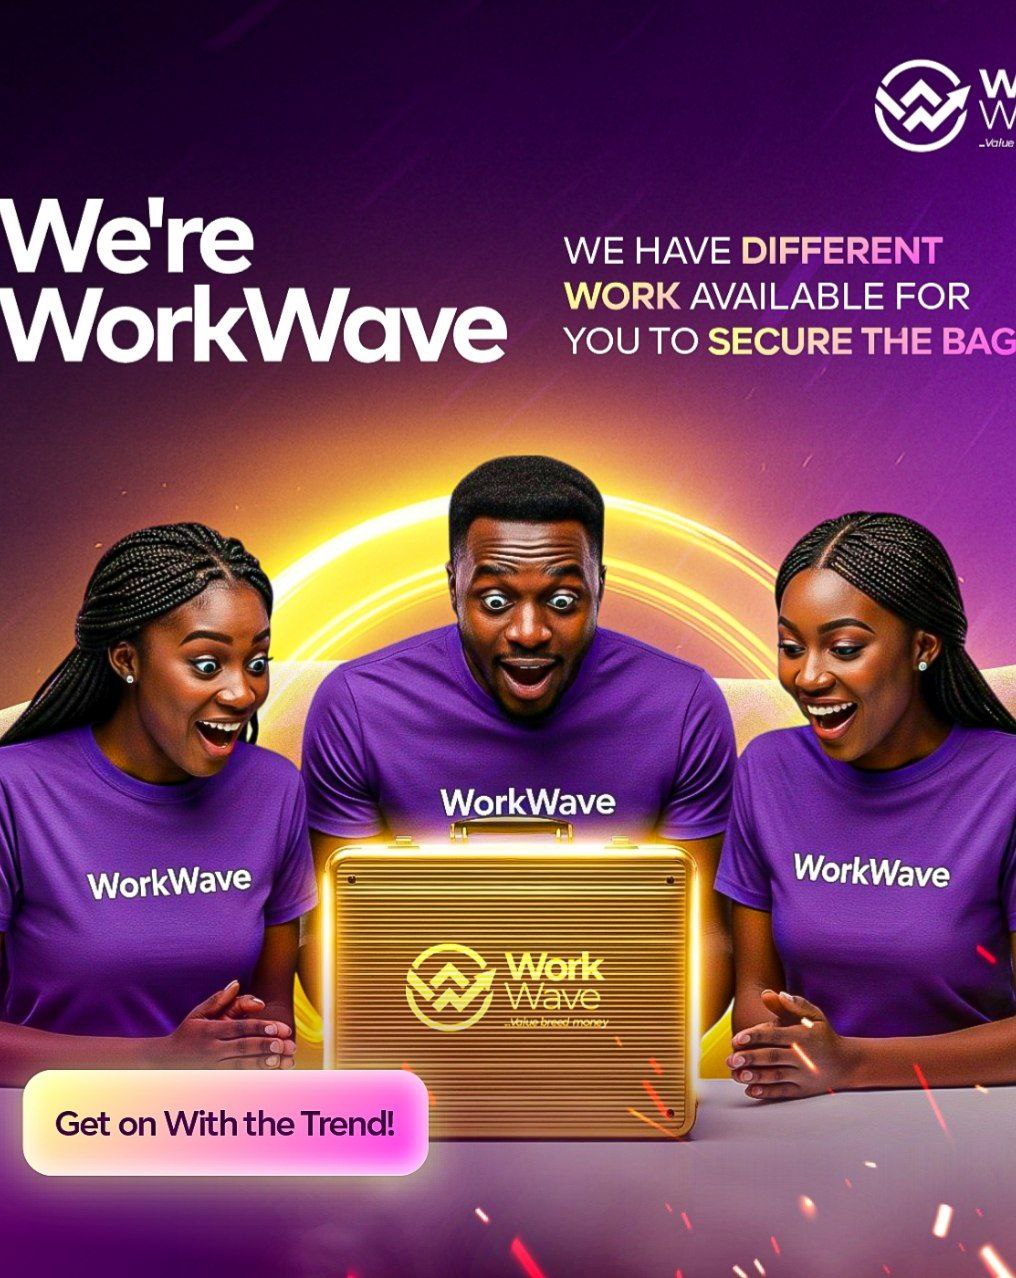 W
W
...Value
We're
WorkWave
WE HAVE DIFFERENT
WORK AVAILABLE FOR
YOU TO SECURE THE BAG
WorkWave
WorkWave
WorkWave
Work
Wave
...Value breed money
Get on With the Trend!